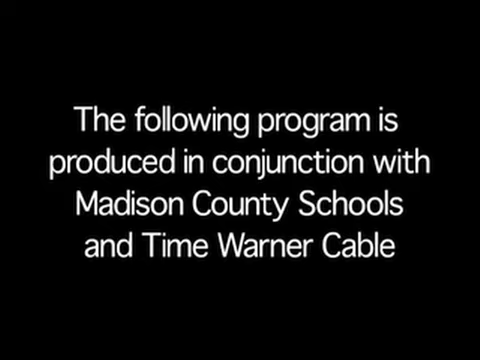 The following program is
produced in conjunction with
Madison County Schools
and Time Warner Cable